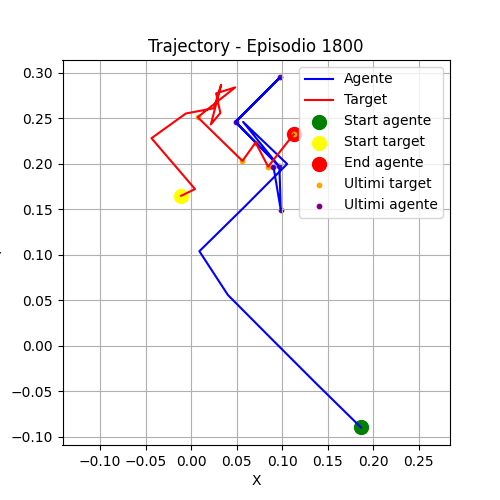 Trajectory - Episodio 1800
Agente
Target
Start agente
Start target
End agente
Ultimi target
Ultimi agente
0.30
0.25
0.20
0.15
0.10
0.05
0.00
−0.05
−0.10
−0.10
−0.05
0.00
0.05
0.10
0.15
0.20
0.25
X